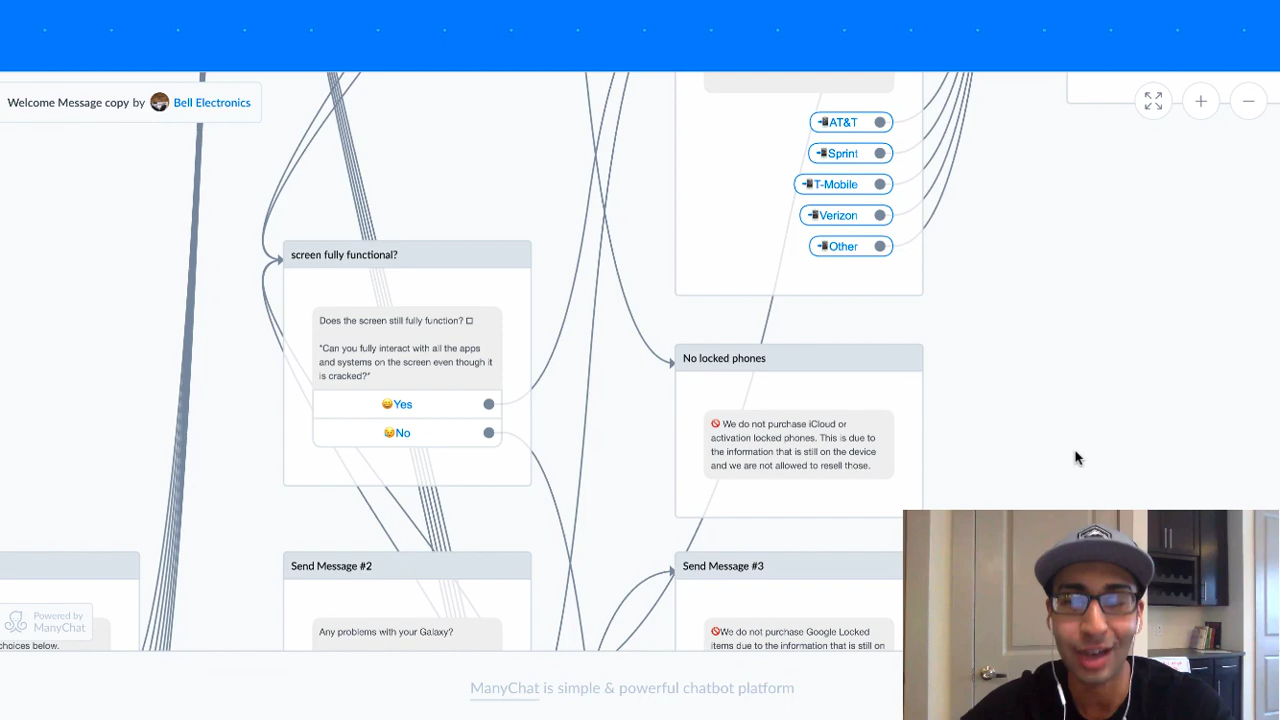 Welcome Message copy by Bell Electronics
AT&T
Sprint
T-Mobile
Verizon
Other
screen fully functional?
Does the screen still fully function?
"Can you fully interact with all the apps
and systems on the screen even though it
is cracked?"
Yes
No
No locked phones
We do not purchase iCloud or
activation locked phones. This is due to
the information that is still on the device
and we are not allowed to resell those.
Send Message #2
Any problems with your Galaxy?
Send Message #3
We do not purchase Google Locked
items due to the information that is still on
Powered by
ManyChat
choices below.
ManyChat is simple & powerful chatbot platform